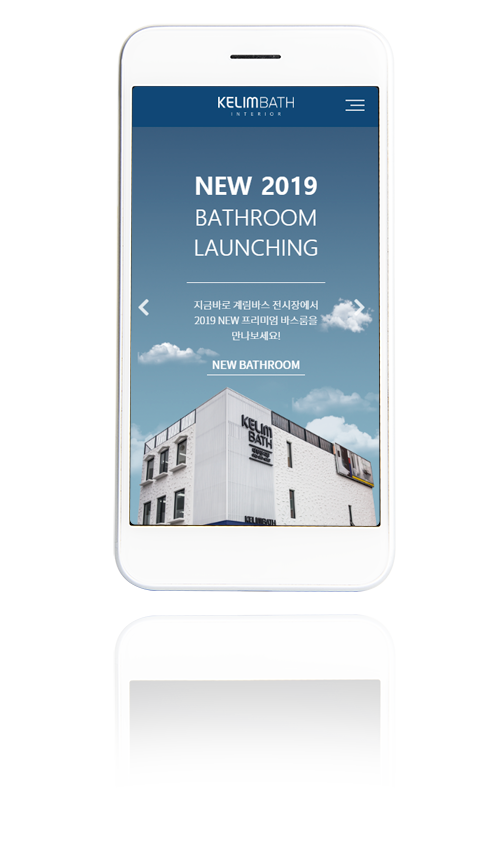 KELIMBATH
INTERIOR
NEW 2019
BATHROOM
LAUNCHING
지금바로 계림바스 전시장에서
2019 NEW 프리미엄 바스룸을
만나보세요!
NEW BATHROOM
KELIM
BATH
KELIMBATH